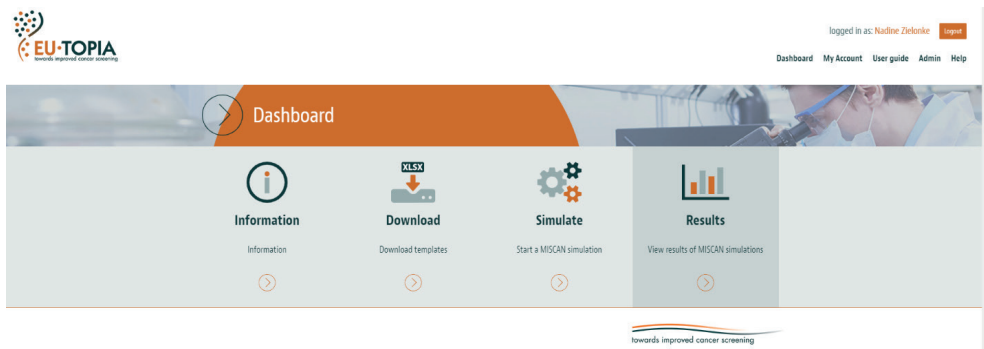 EU·TOPIA
towards improved cancer screening
logged in as: Nadine Zielonke
Logout
Dashboard My Account User guide Admin Help
Dashboard
XLSX
Information Download Simulate Results
Information Download templates Start a MISCAN simulation View results of MISCAN simulations
towards improved cancer screening